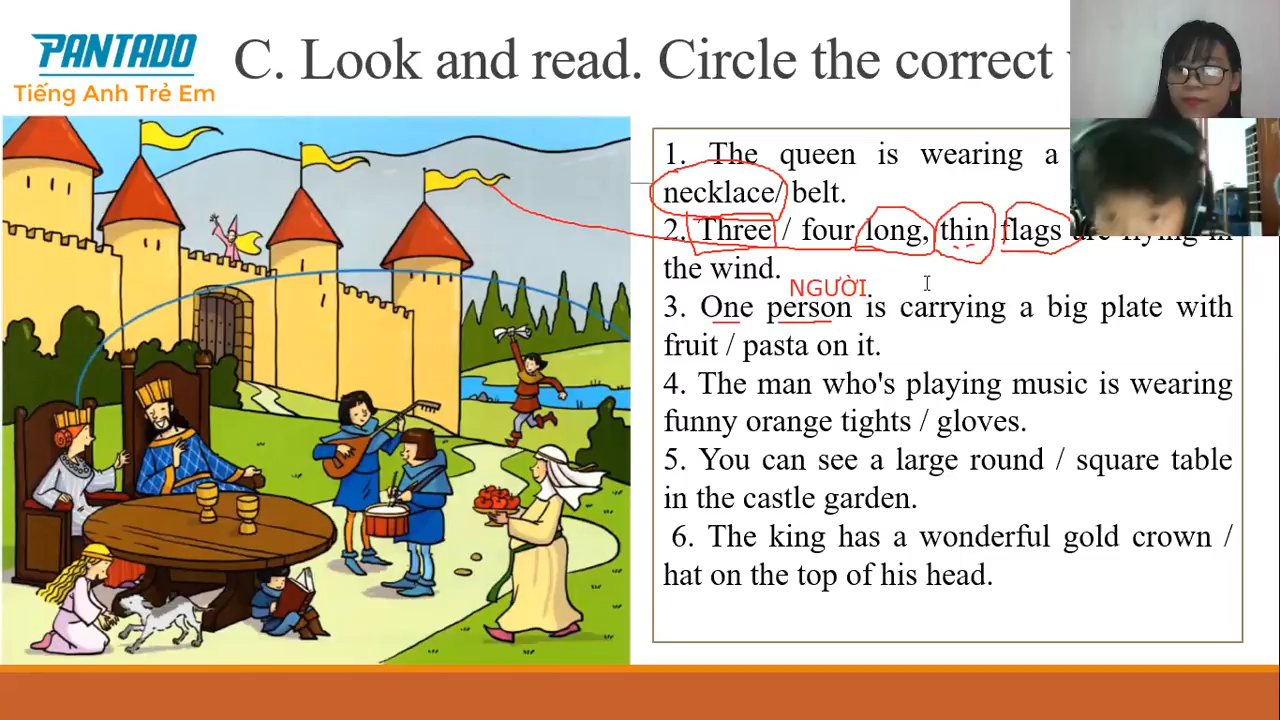 PANTADO
Tiếng Anh Trẻ Em
C. Look and read. Circle the correct
1. The queen is wearing a
necklace/ belt.
2. Three / four long, thin flags are flying in
the wind.
NGƯỜI
3. One person is carrying a big plate with
fruit / pasta on it.
4. The man who's playing music is wearing
funny orange tights / gloves.
5. You can see a large round / square table
in the castle garden.
6. The king has a wonderful gold crown /
hat on the top of his head.